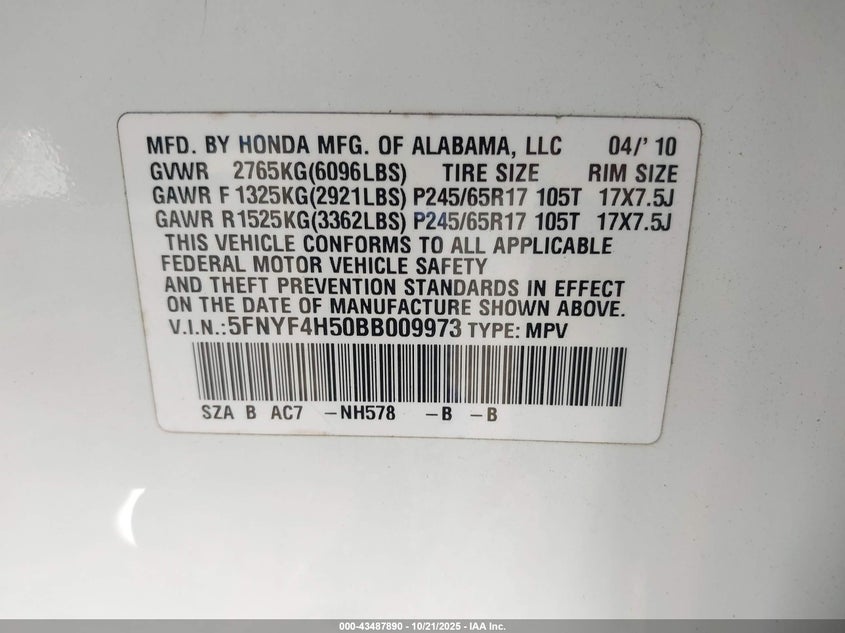 MFD. BY HONDA MFG. OF ALABAMA, LLC 04/' 10
GVWR 2765KG(6096LBS) TIRE SIZE RIM SIZE
GAWR F 1325KG(2921LBS) P245/65R17 105T 17X7.5J
GAWR R 1525KG(3362LBS) P245/65R17 105T 17X7.5J
THIS VEHICLE CONFORMS TO ALL APPLICABLE
FEDERAL MOTOR VEHICLE SAFETY
AND THEFT PREVENTION STANDARDS IN EFFECT
ON THE DATE OF MANUFACTURE SHOWN ABOVE.
V.I.N.:5FNYF4H50BB009973 TYPE: MPV
SZA B AC7 -NH578 -B -B
000-43487890 - 10/21/2025 - IAA Inc.